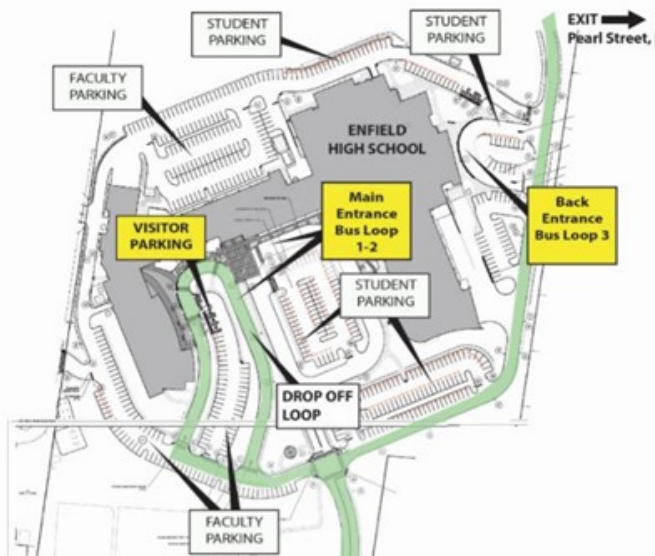 STUDENT
PARKING
STUDENT
PARKING
EXIT
Pearl Street,
FACULTY
PARKING
ENFIELD
HIGH SCHOOL
Main
Entrance
Bus Loop
1-2
Back
Entrance
Bus Loop 3
VISITOR
PARKING
STUDENT
PARKING
DROP OFF
LOOP
FACULTY
PARKING